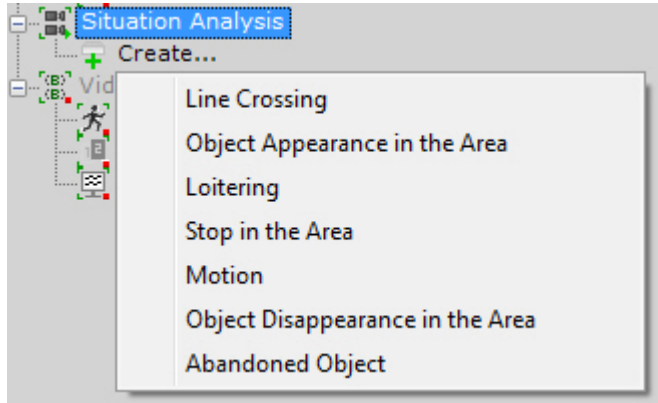 Situation Analysis
Create...
Vid
Line Crossing
Object Appearance in the Area
Loitering
Stop in the Area
Motion
Object Disappearance in the Area
Abandoned Object